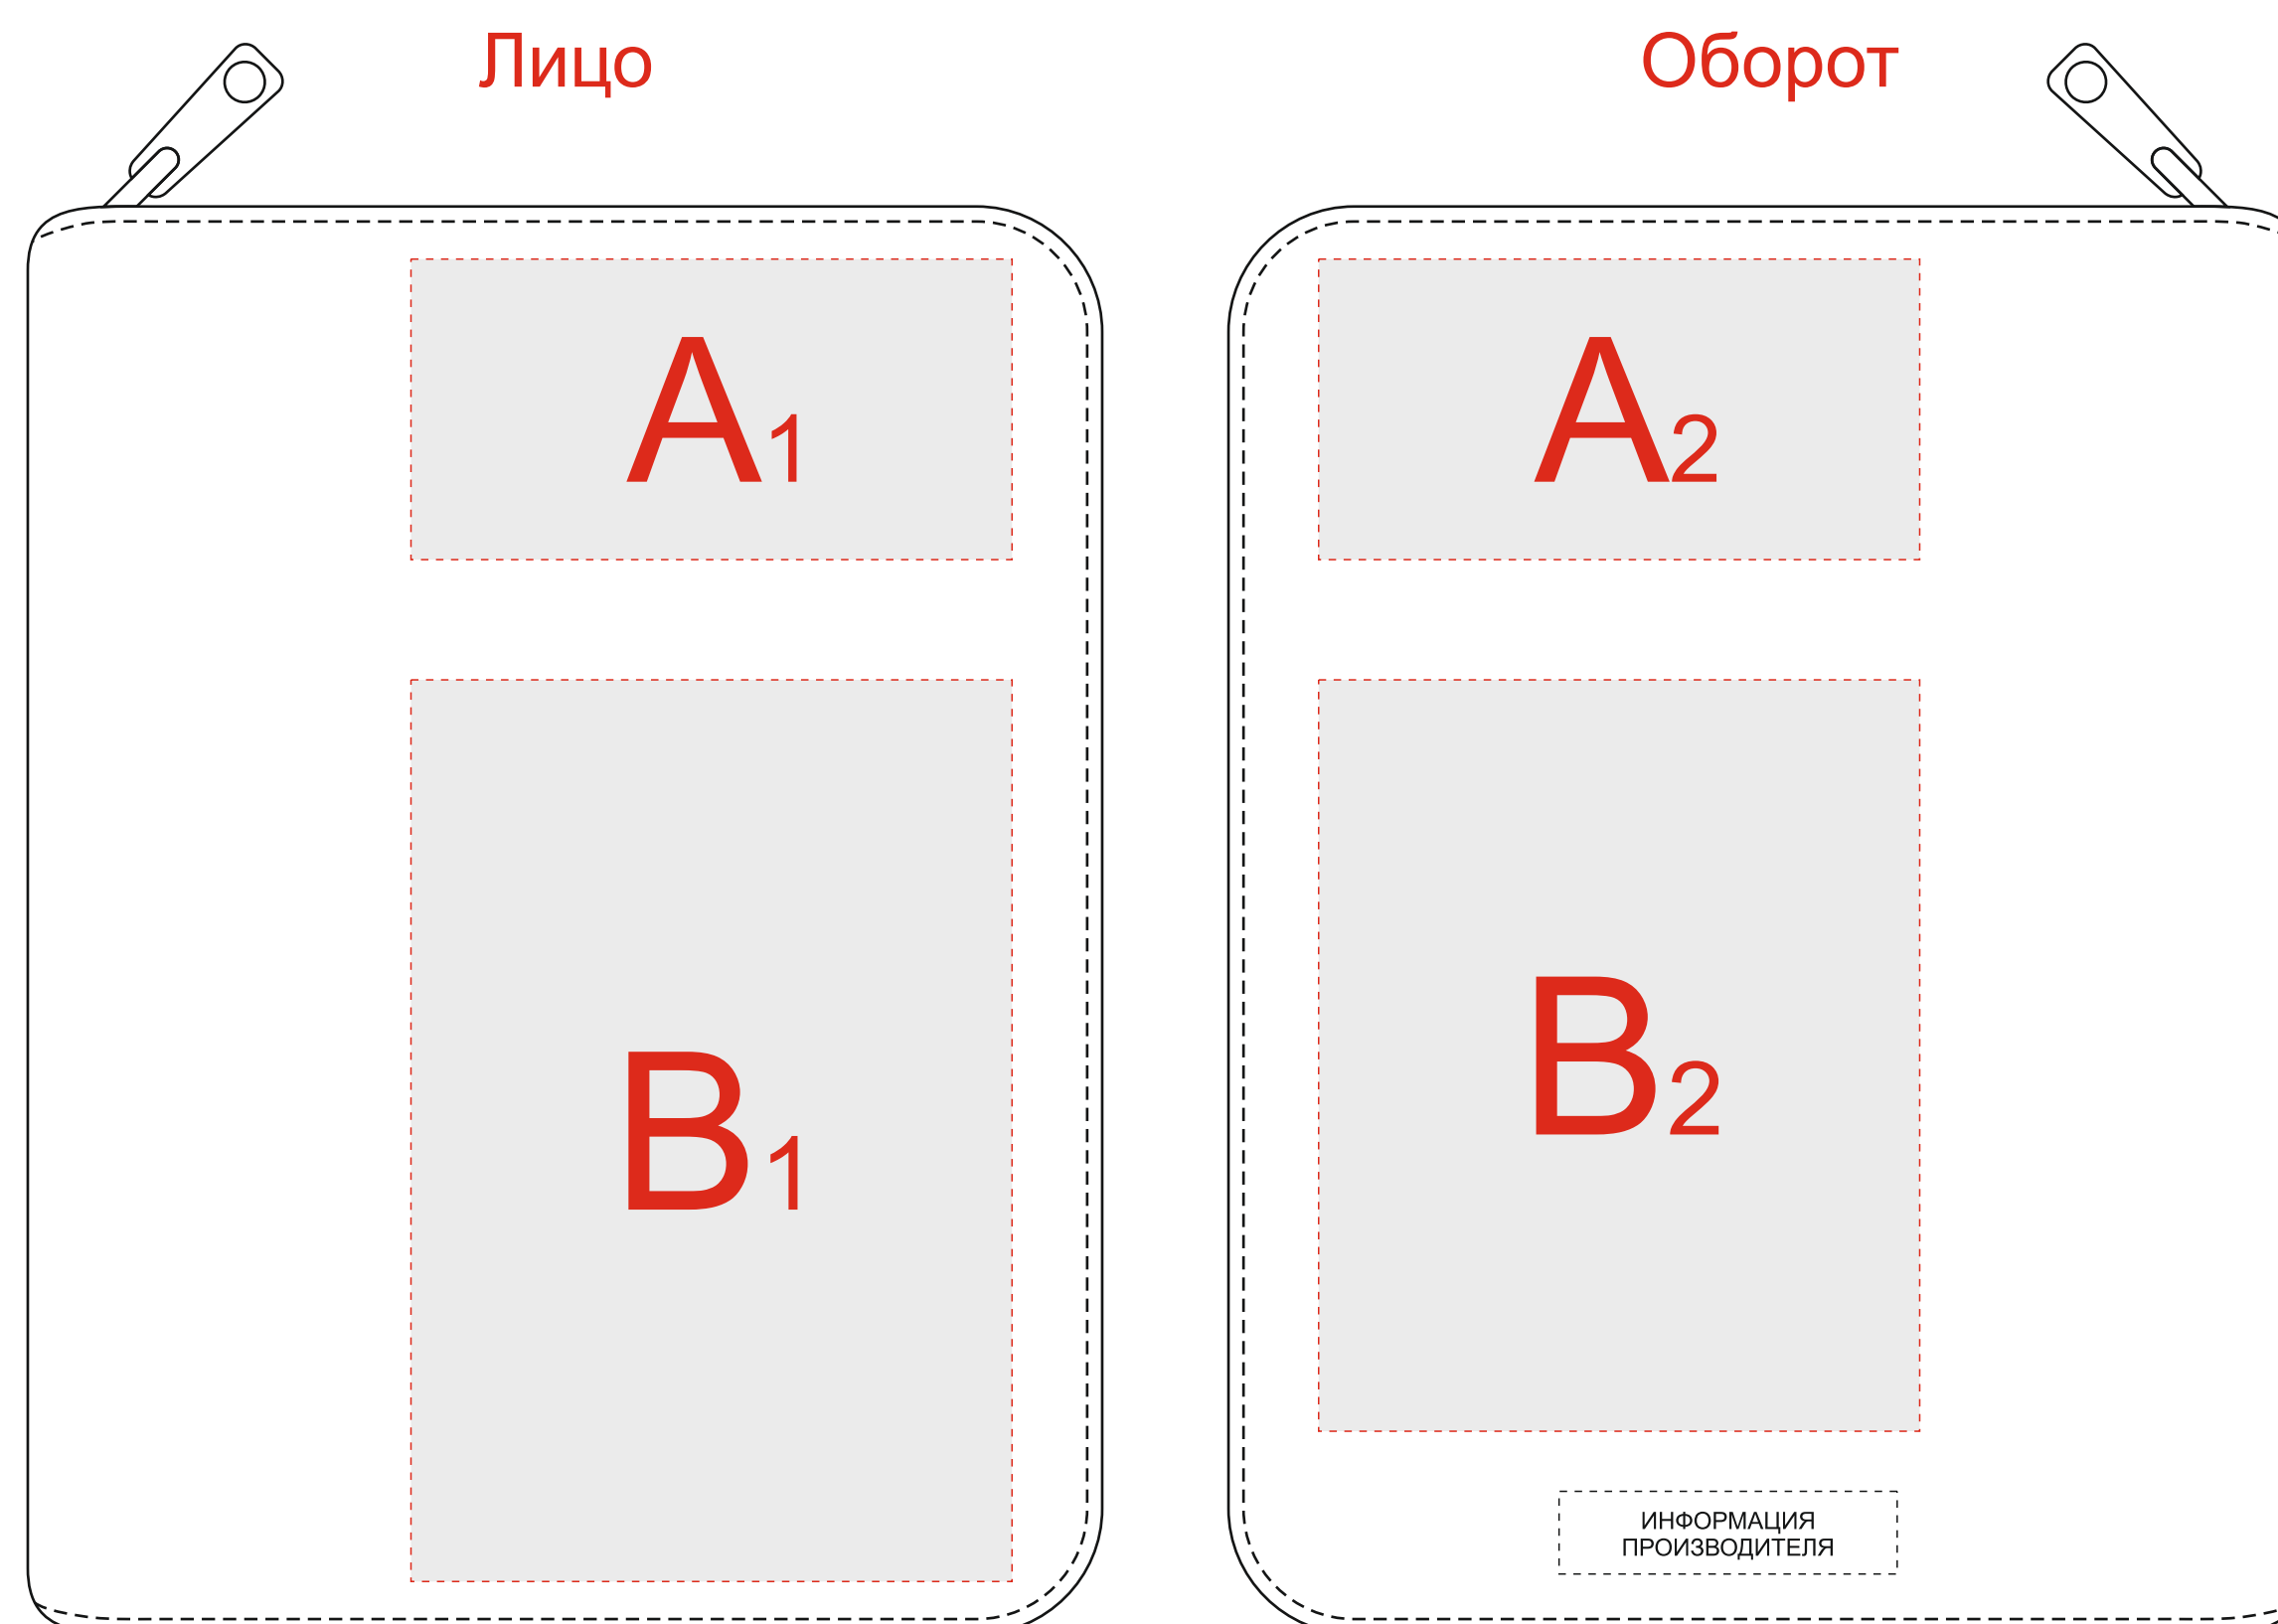 Лицо
Оборот
A1
A2
B1
B2
ИНФОРМАЦИЯ
ПРОИЗВОДИТЕЛЯ